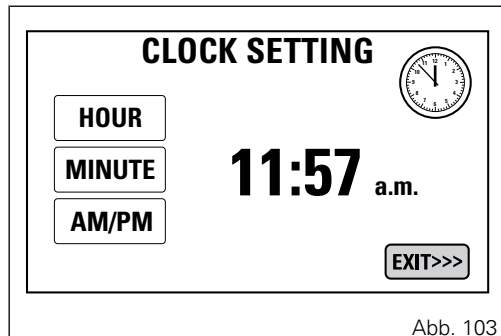 CLOCK SETTING
HOUR
MINUTE
AM/PM
11:57 a.m.
EXIT>>>
Abb. 103